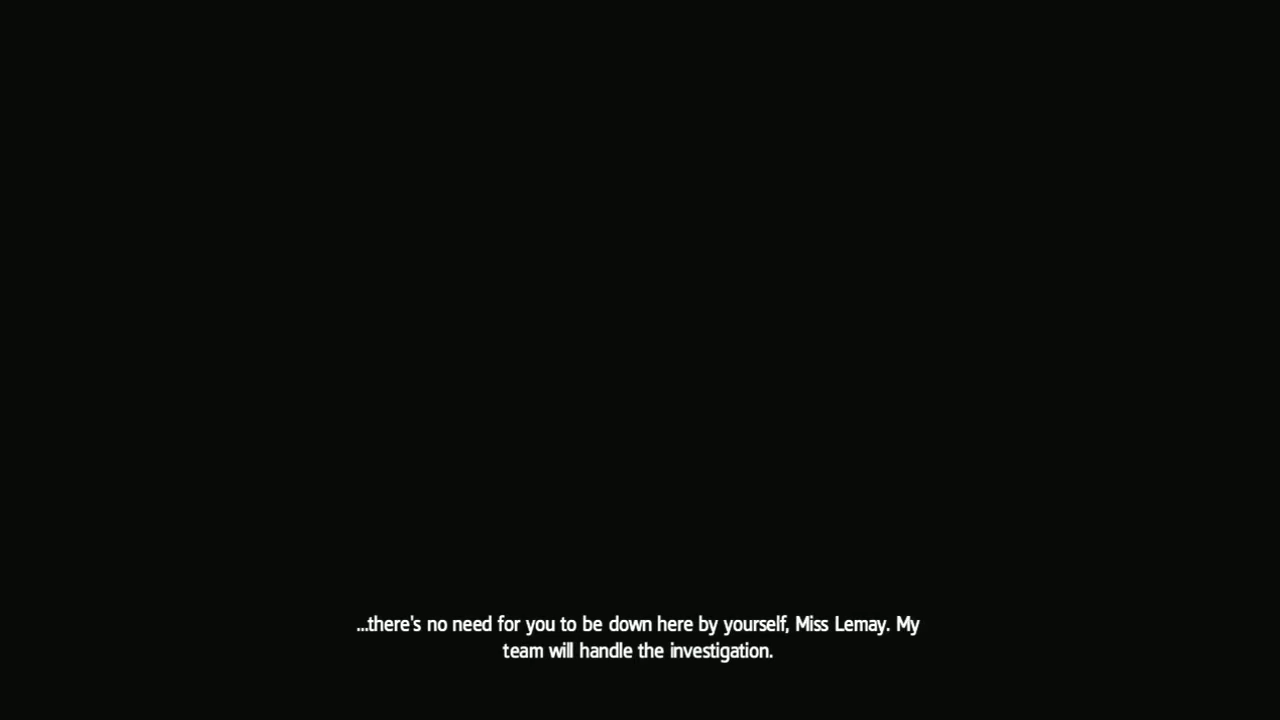 ...there's no need for you to be down here by yourself, Miss Lemay. My
team will handle the investigation.